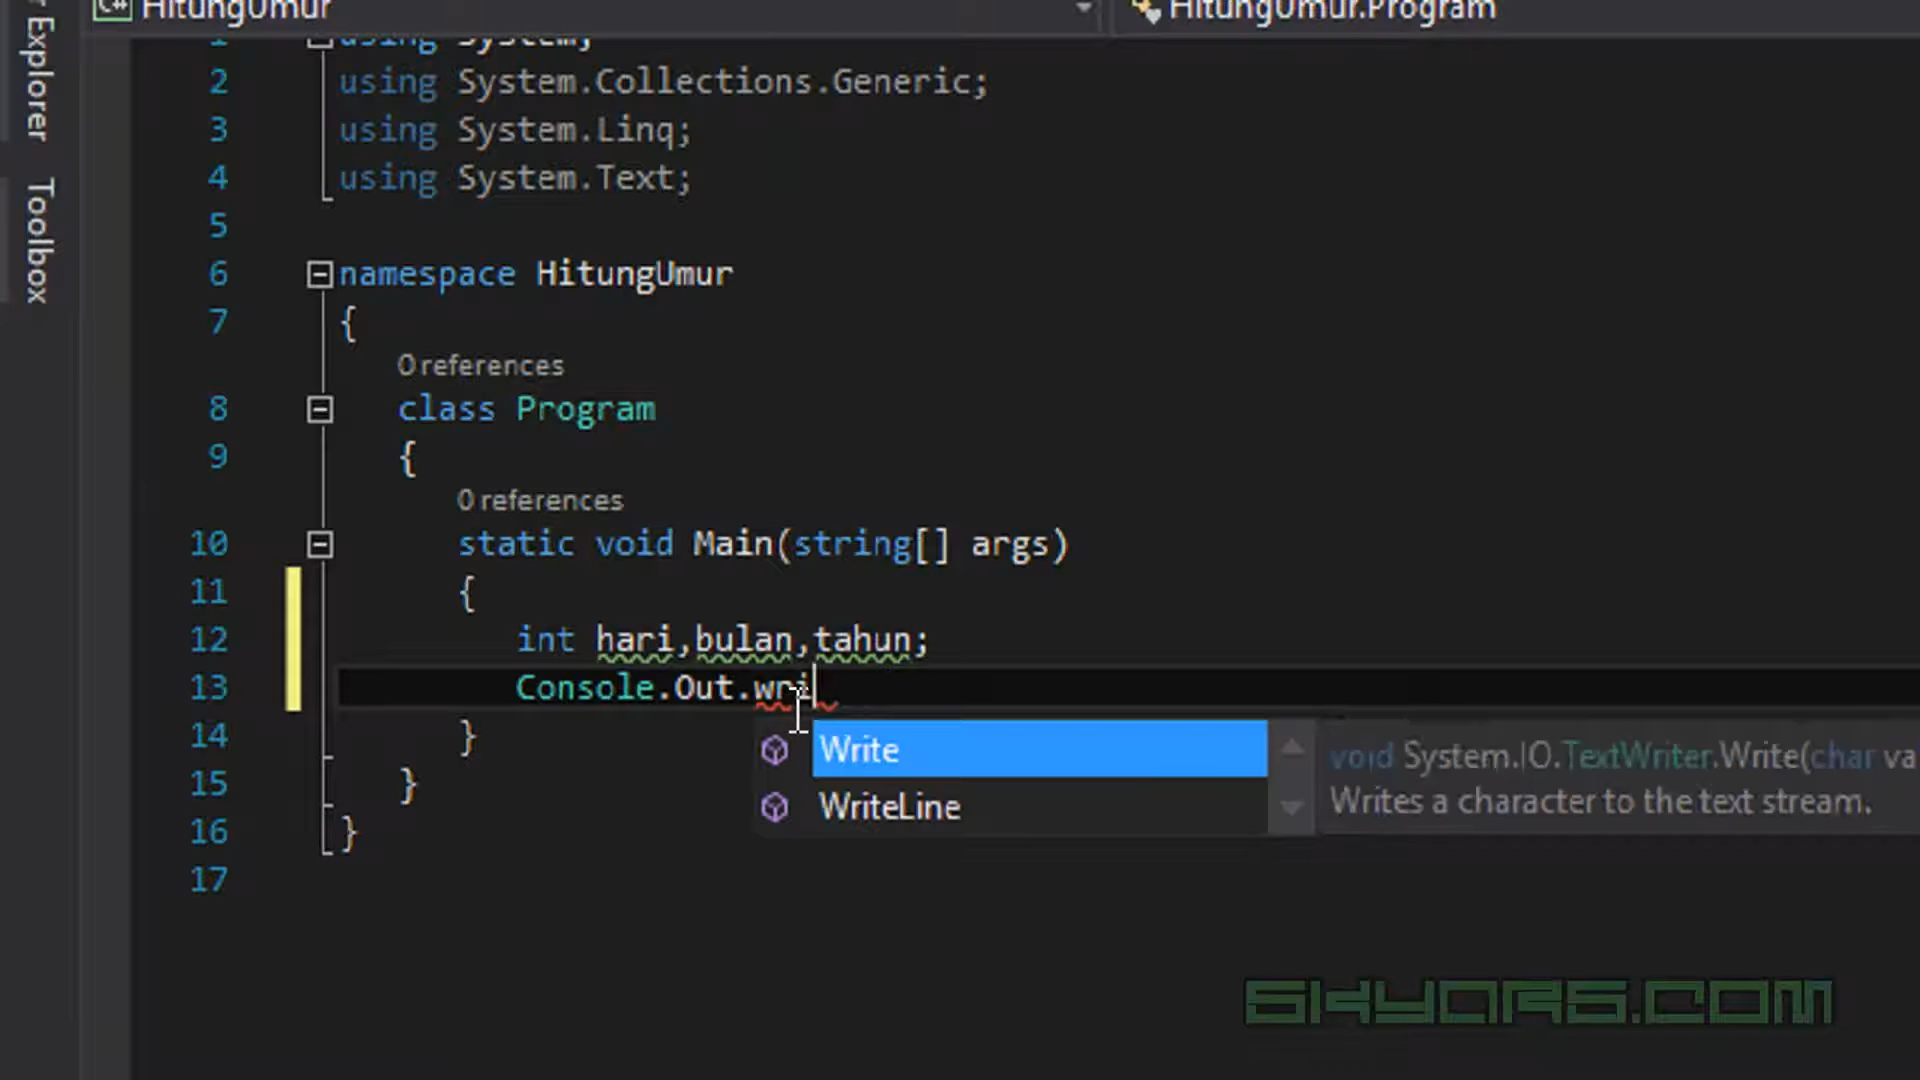 C# HitungUmur
HitungUmur.Program
Explorer
Toolbox
1 using System;
2 using System.Collections.Generic;
3 using System.Linq;
4 using System.Text;
5
6 namespace HitungUmur
7 {
0 references
8 class Program
9 {
0 references
10 static void Main(string[] args)
11 {
12 int hari,bulan,tahun;
13 Console.Out.wri
14 }
15 }
16 }
17
Write
WriteLine
void System.IO.TextWriter.Write(char va
Writes a character to the text stream.
SKYORS.COM